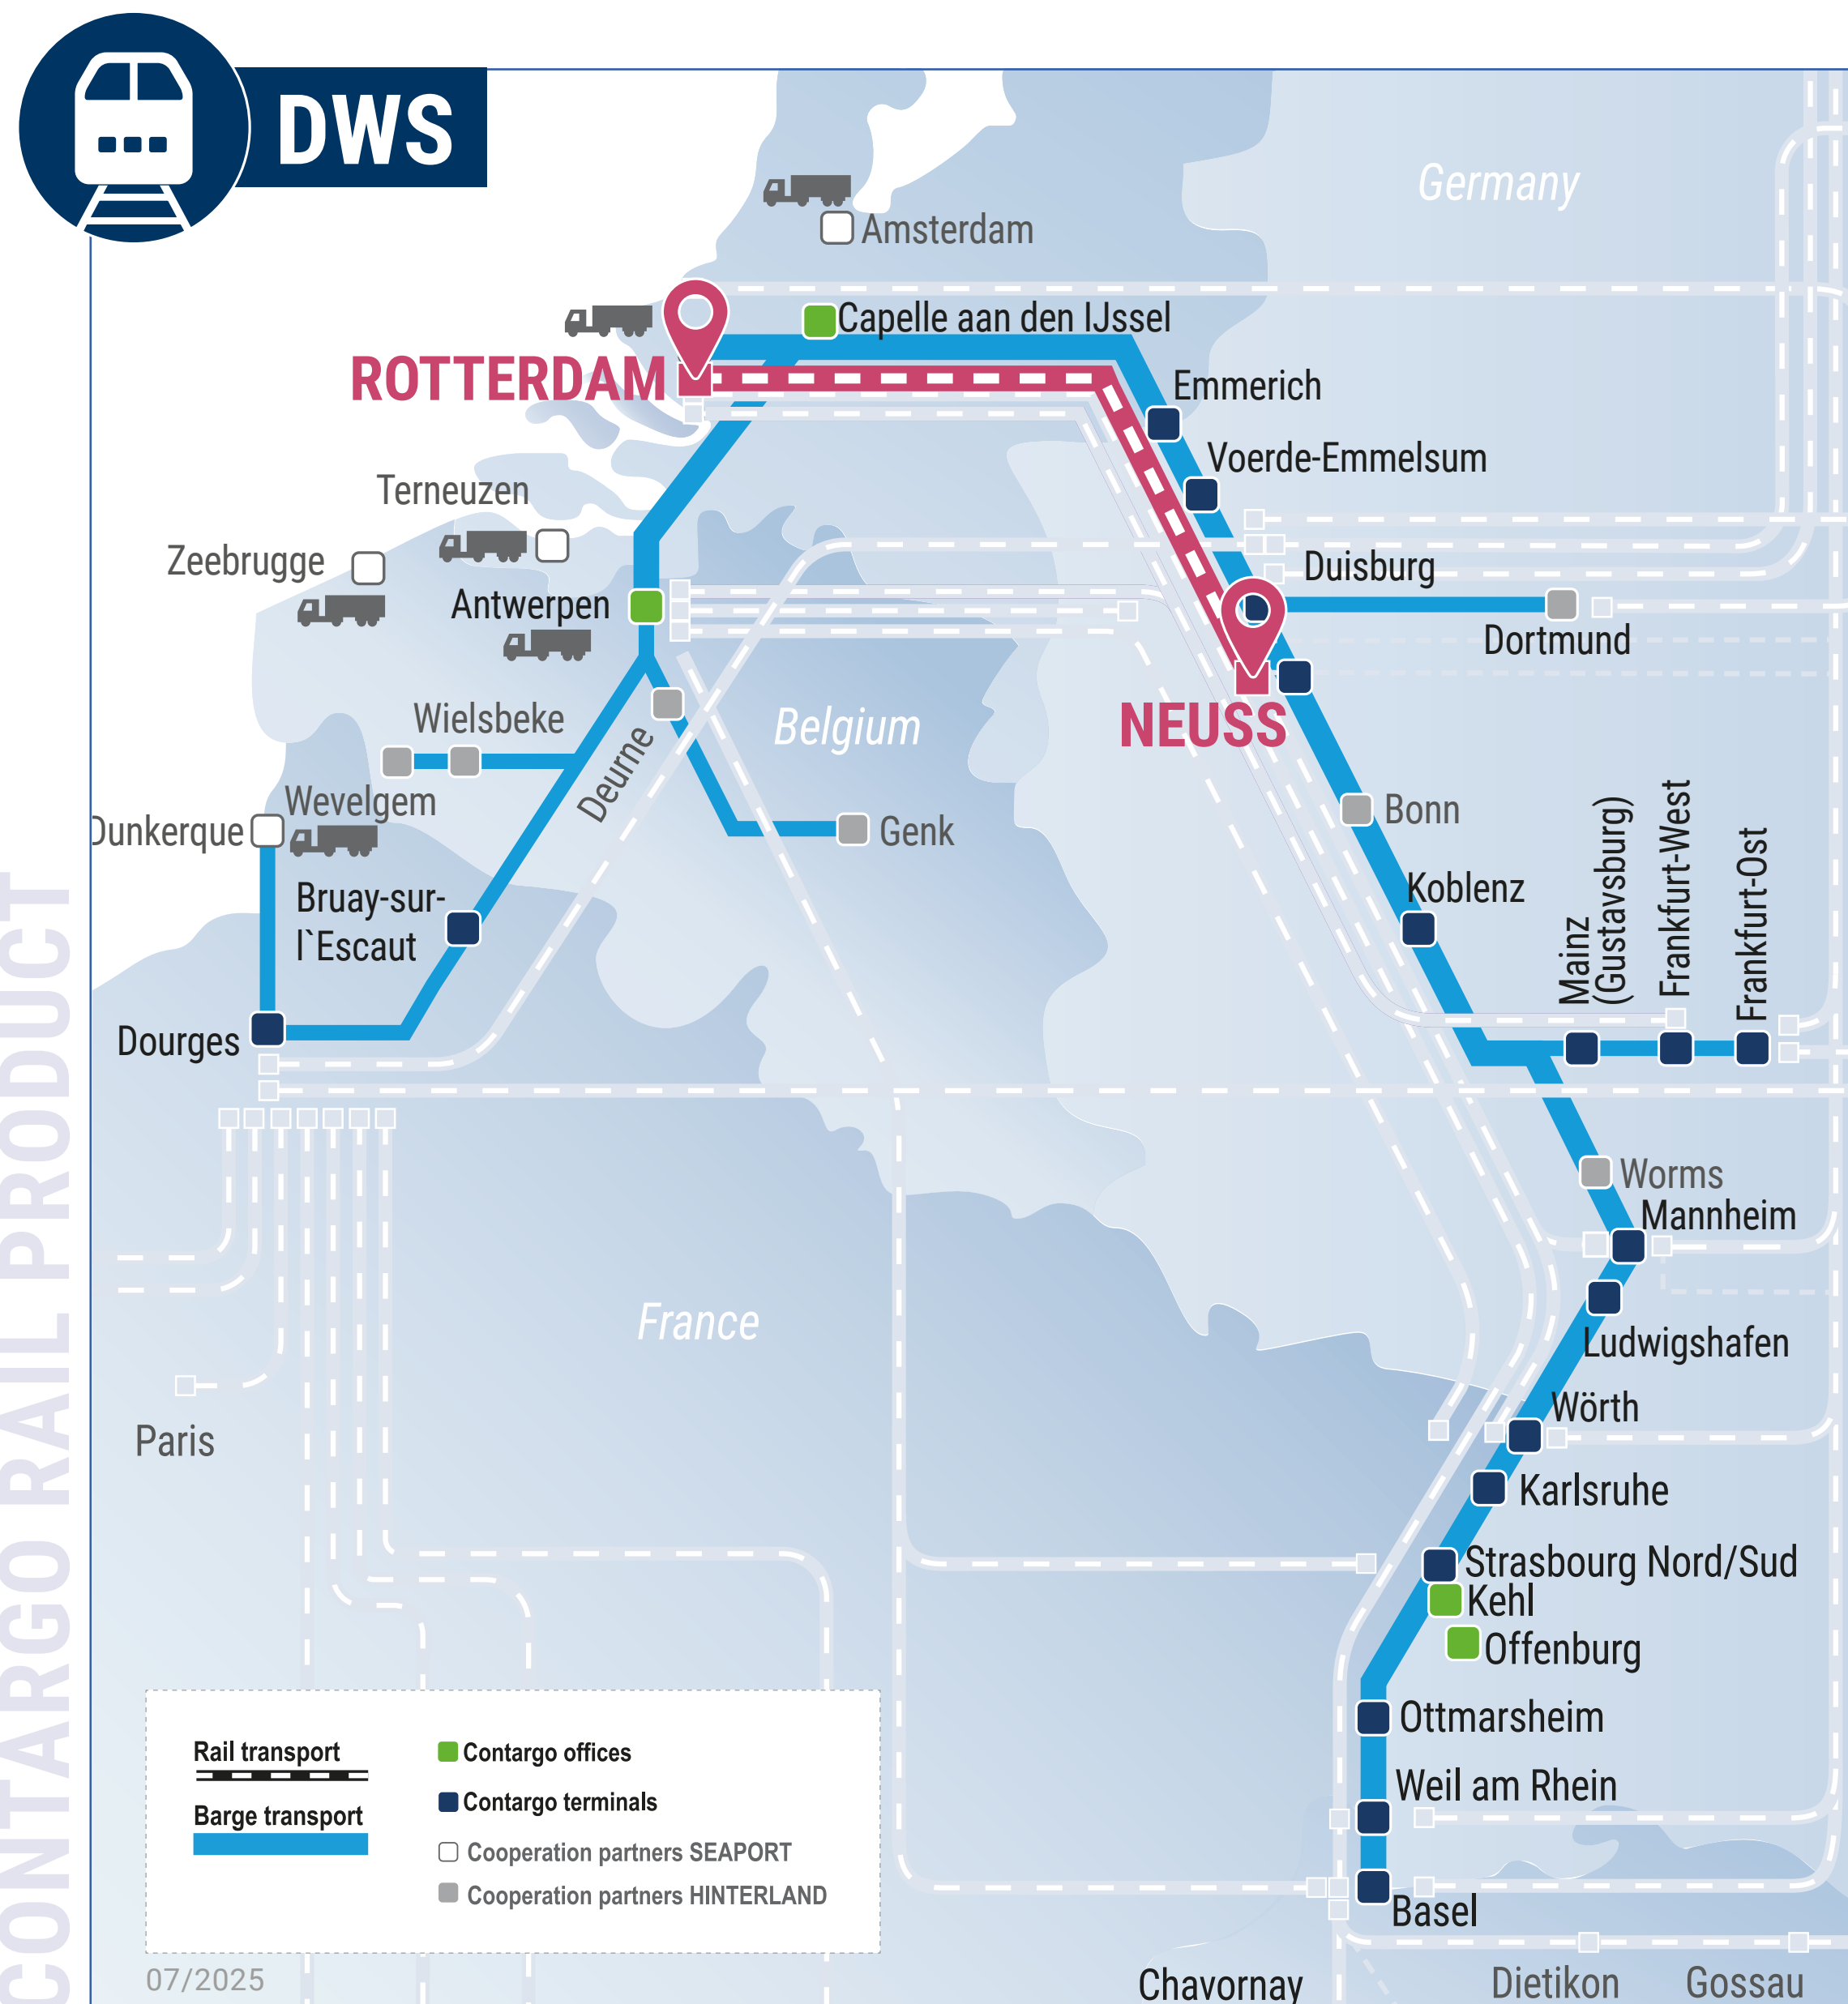 DWS
Germany
Amsterdam
Capelle aan den IJssel
ROTTERDAM
Emmerich
Voerde-Emmelsum
Terneuzen
Zeebrugge
Duisburg
Antwerpen
Dortmund
Wielsbeke
Belgium
NEUSS
Deurne
Wevelgem
Dunkerque
Genk
Bonn
Bruay-sur-
l`Escaut
Koblenz
Mainz
(Gustavsburg)
Frankfurt-West
Frankfurt-Ost
Dourges
Worms
Mannheim
France
Ludwigshafen
Paris
Wörth
Karlsruhe
Strasbourg Nord/Sud
Kehl
Offenburg
Ottmarsheim
Weil am Rhein
Basel
Chavornay
Dietikon
Gossau
Rail transport
Barge transport
Contargo offices
Contargo terminals
Cooperation partners SEAPORT
Cooperation partners HINTERLAND
07/2025
CONTARGO RAIL PRODUCT